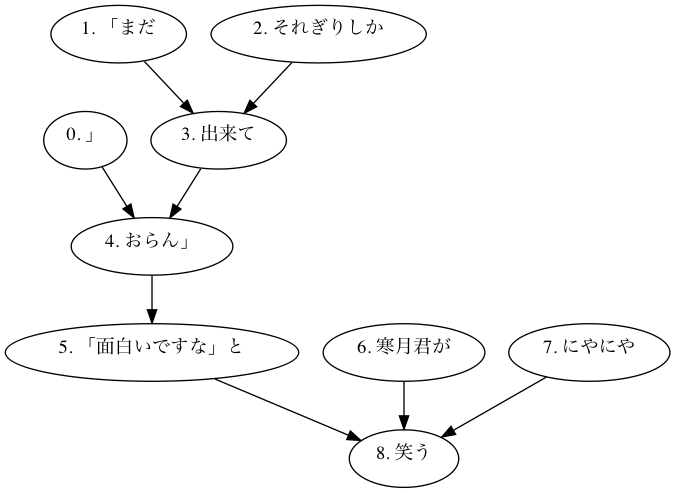 1. 「まだ
2. それぎりしか
0. 」
3. 出来て
4. おらん」
5. 「面白いですな」と
6. 寒月君が
7. にやにや
8. 笑う